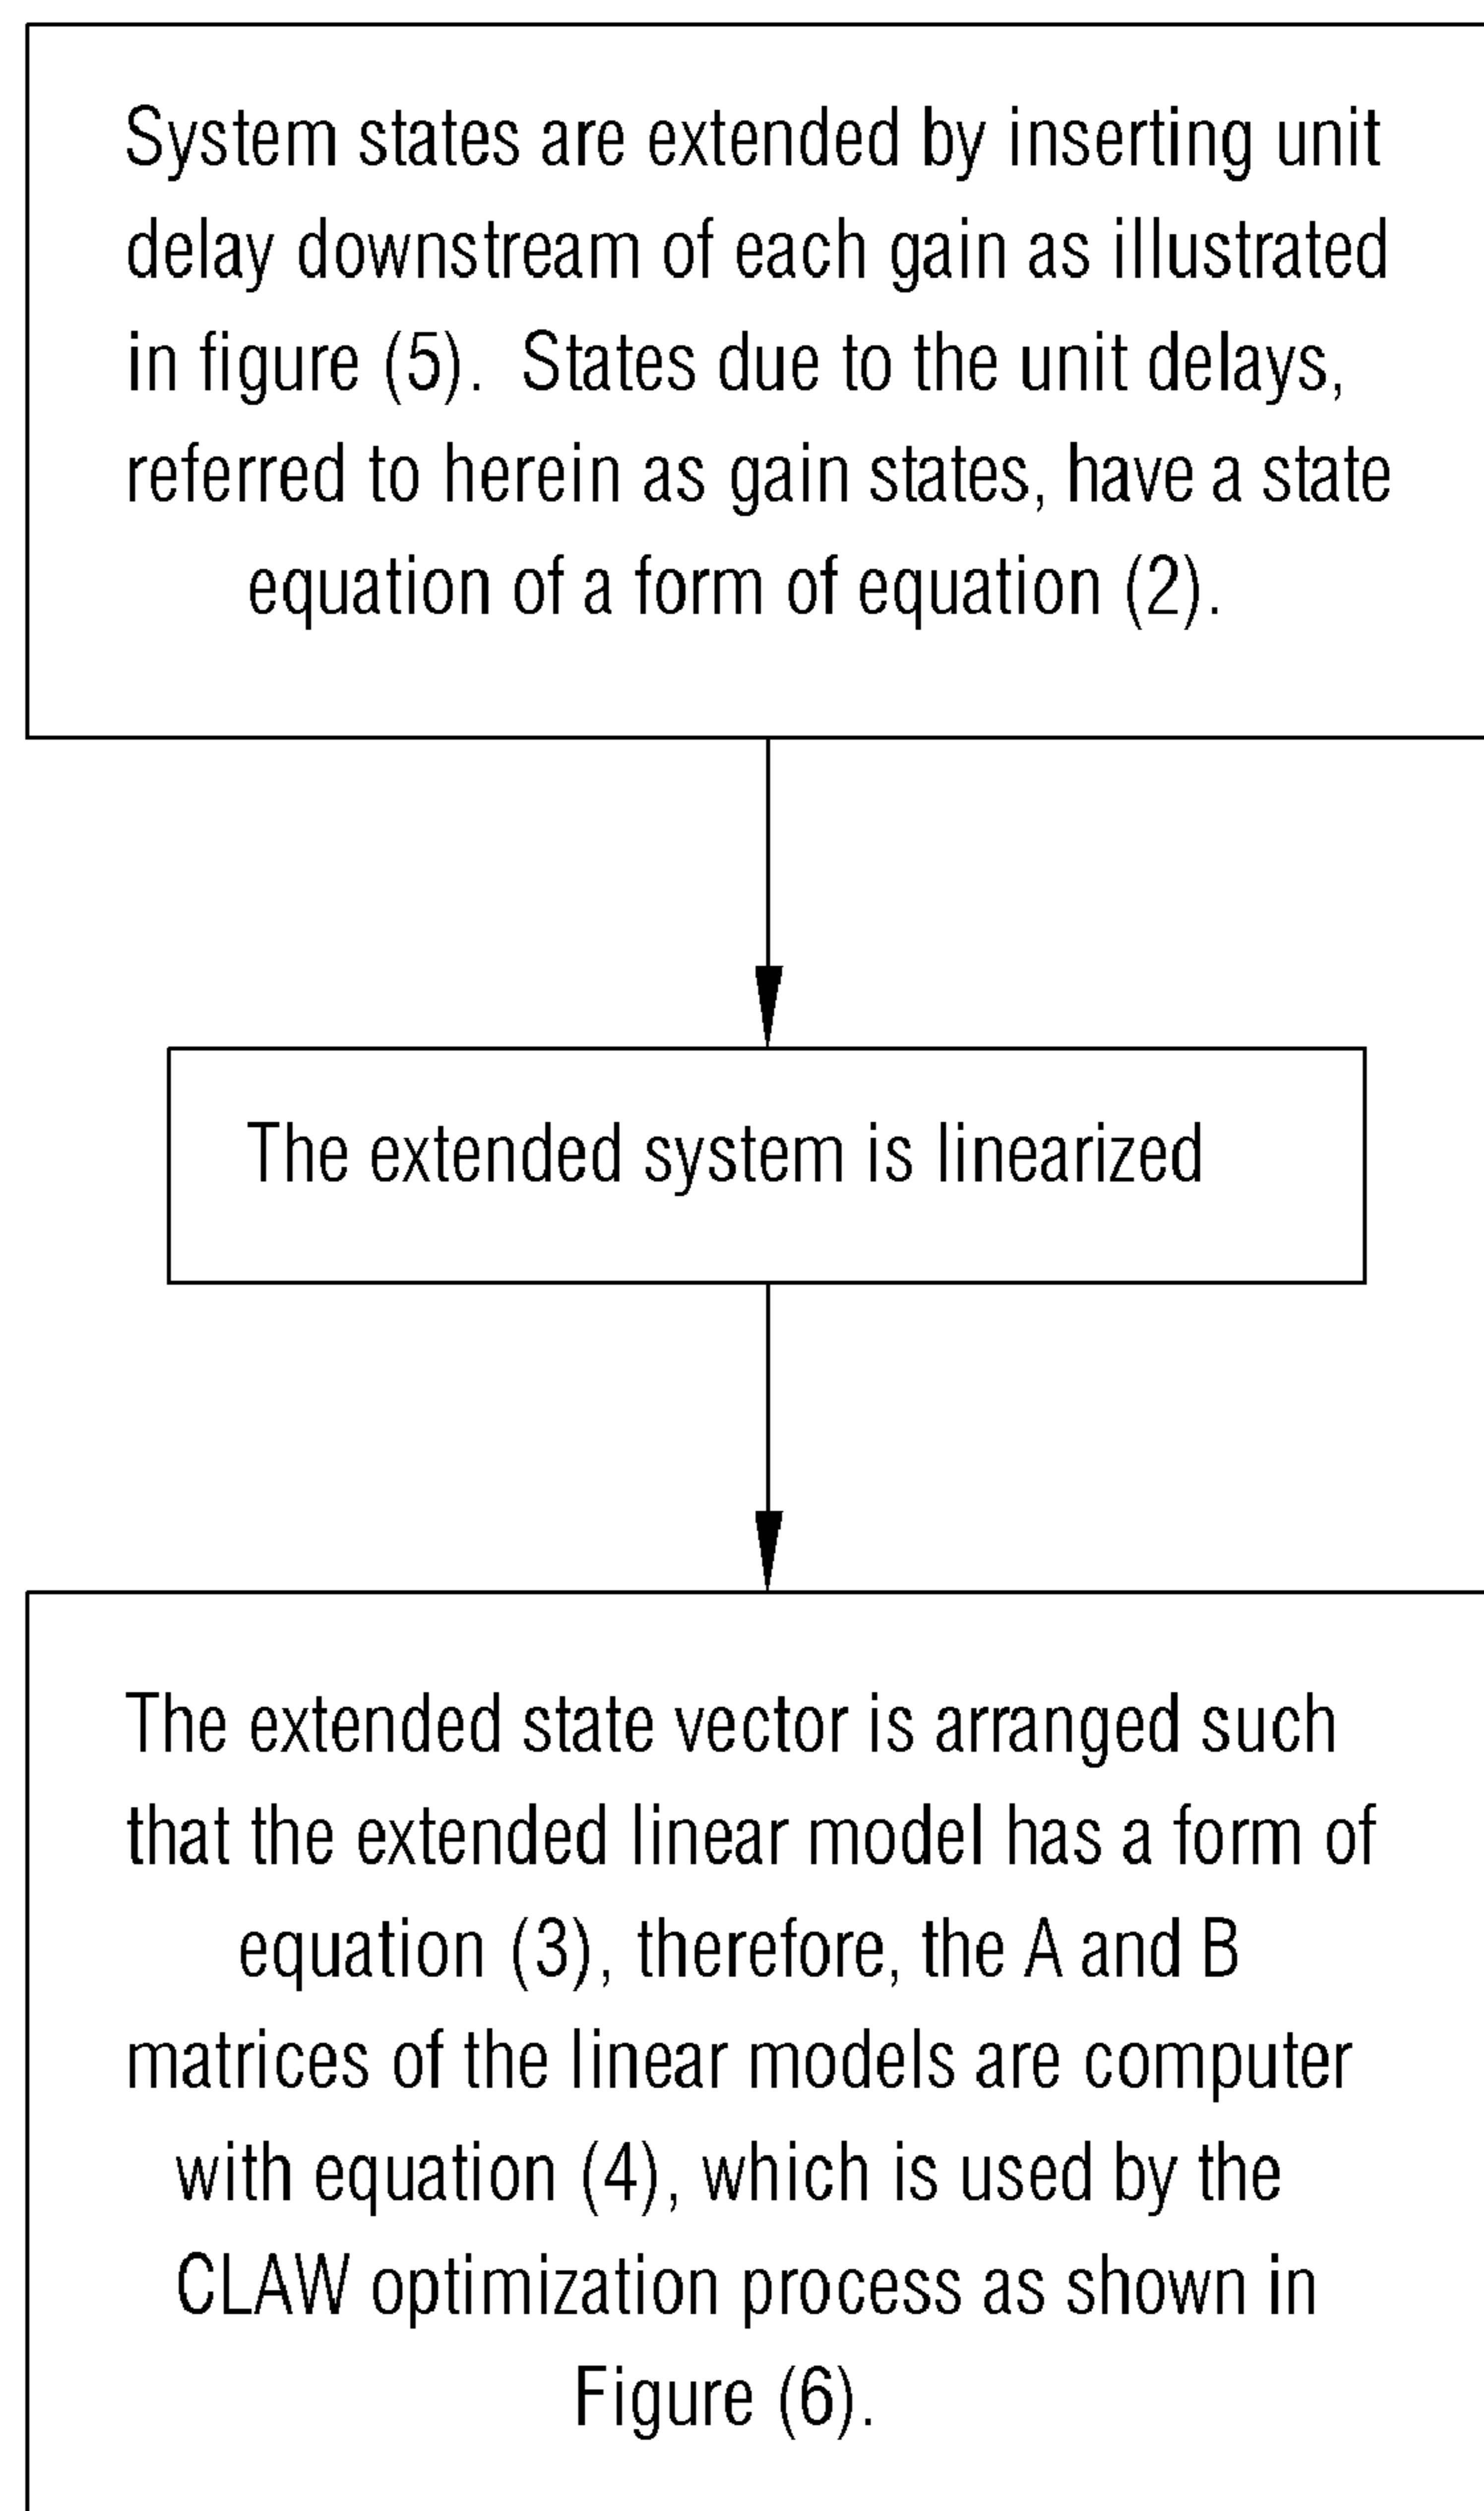 System states are extended by inserting unit
delay downstream of each gain as illustrated
in figure (5). States due to the unit delays,
referred to herein as gain states, have a state
equation of a form of equation (2).
The extended system is linearized
The extended state vector is arranged such
that the extended linear model has a form of
equation (3), therefore, the A and B
matrices of the linear models are computer
with equation (4), which is used by the
CLAW optimization process as shown in
Figure (6).